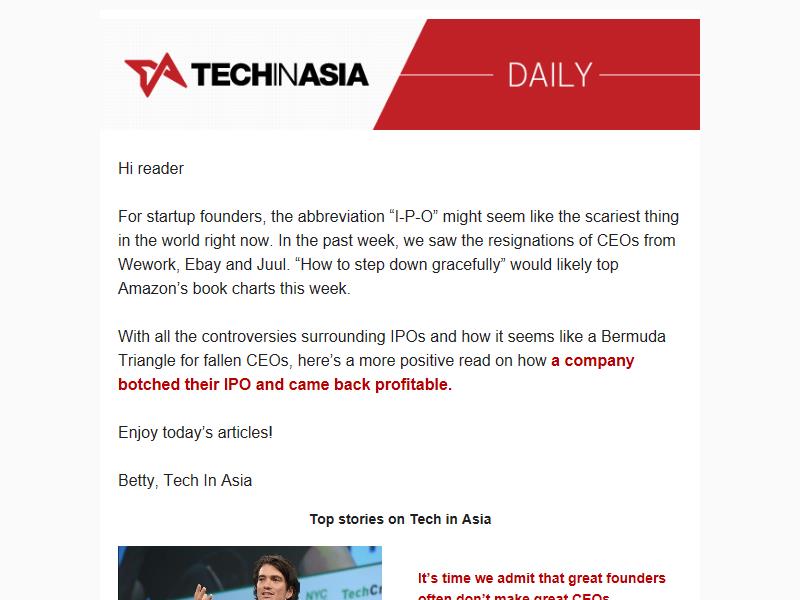 TECHINASIA
DAILY
Hi reader
For startup founders, the abbreviation “I-P-O” might seem like the scariest thing
in the world right now. In the past week, we saw the resignations of CEOs from
Wework, Ebay and Juul. “How to step down gracefully” would likely top
Amazon’s book charts this week.
With all the controversies surrounding IPOs and how it seems like a Bermuda
Triangle for fallen CEOs, here’s a more positive read on how a company
botched their IPO and came back profitable.
Enjoy today’s articles!
Betty, Tech In Asia
Top stories on Tech in Asia
NYC
TechCr
It’s time we admit that great founders
often don’t make great CEOs